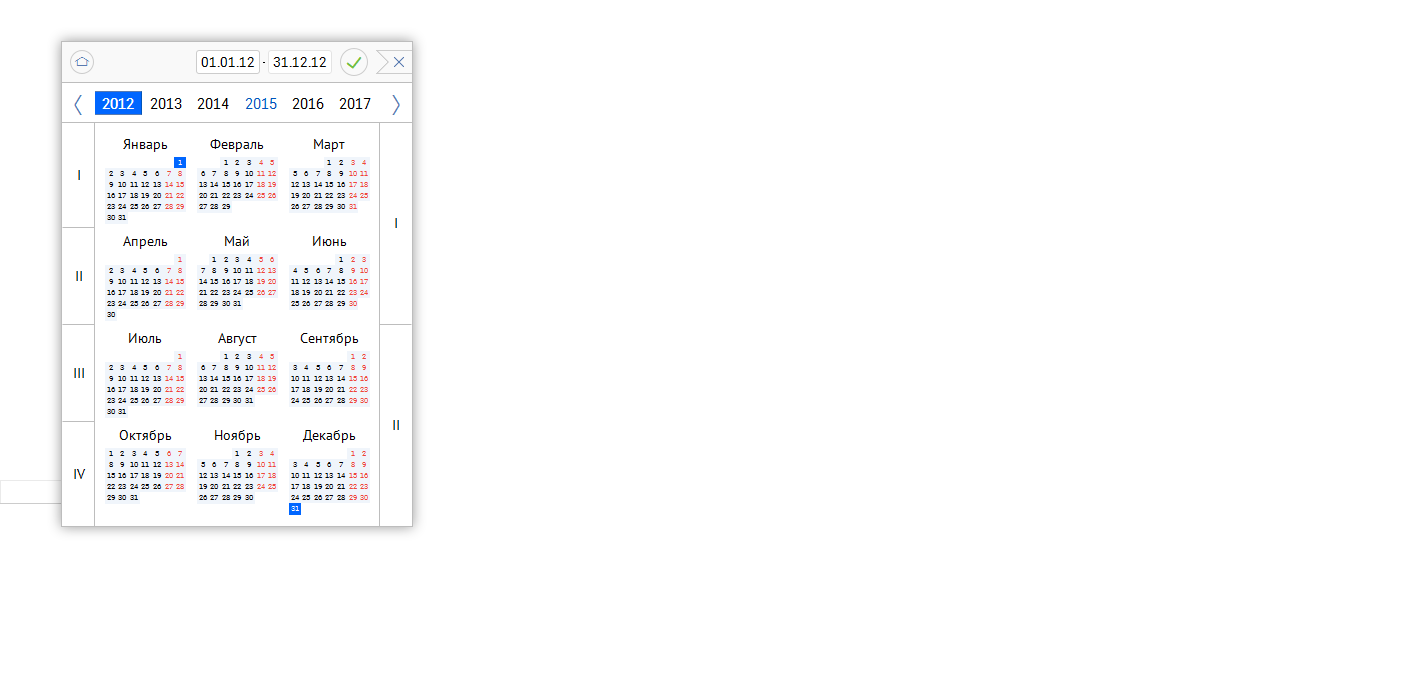 01.01.12 - 31.12.12
2012 2013 2014 2015 2016 2017
I
Январь Февраль Март
1 1 2 3 4 5 1 2 3 4
2 3 4 5 6 7 8 6 7 8 9 10 11 12 5 6 7 8 9 10 11
9 10 11 12 13 14 15 13 14 15 16 17 18 19 12 13 14 15 16 17 18
16 17 18 19 20 21 22 20 21 22 23 24 25 26 19 20 21 22 23 24 25
23 24 25 26 27 28 29 27 28 29 26 27 28 29 30 31
30 31
I
II
Апрель Май Июнь
1 1 2 3 4 5 6 1 2 3
2 3 4 5 6 7 8 7 8 9 10 11 12 13 4 5 6 7 8 9 10
9 10 11 12 13 14 15 14 15 16 17 18 19 20 11 12 13 14 15 16 17
16 17 18 19 20 21 22 21 22 23 24 25 26 27 18 19 20 21 22 23 24
23 24 25 26 27 28 29 28 29 30 31 25 26 27 28 29 30
30
III
Июль Август Сентябрь
1 1 2 3 4 5 1 2
2 3 4 5 6 7 8 6 7 8 9 10 11 12 3 4 5 6 7 8 9
9 10 11 12 13 14 15 13 14 15 16 17 18 19 10 11 12 13 14 15 16
16 17 18 19 20 21 22 20 21 22 23 24 25 26 17 18 19 20 21 22 23
23 24 25 26 27 28 29 27 28 29 30 31 24 25 26 27 28 29 30
30 31
II
IV
Октябрь Ноябрь Декабрь
1 2 3 4 5 6 7 1 2 3 4 1 2
8 9 10 11 12 13 14 5 6 7 8 9 10 11 3 4 5 6 7 8 9
15 16 17 18 19 20 21 12 13 14 15 16 17 18 10 11 12 13 14 15 16
22 23 24 25 26 27 28 19 20 21 22 23 24 25 17 18 19 20 21 22 23
29 30 31 26 27 28 29 30 24 25 26 27 28 29 30
31